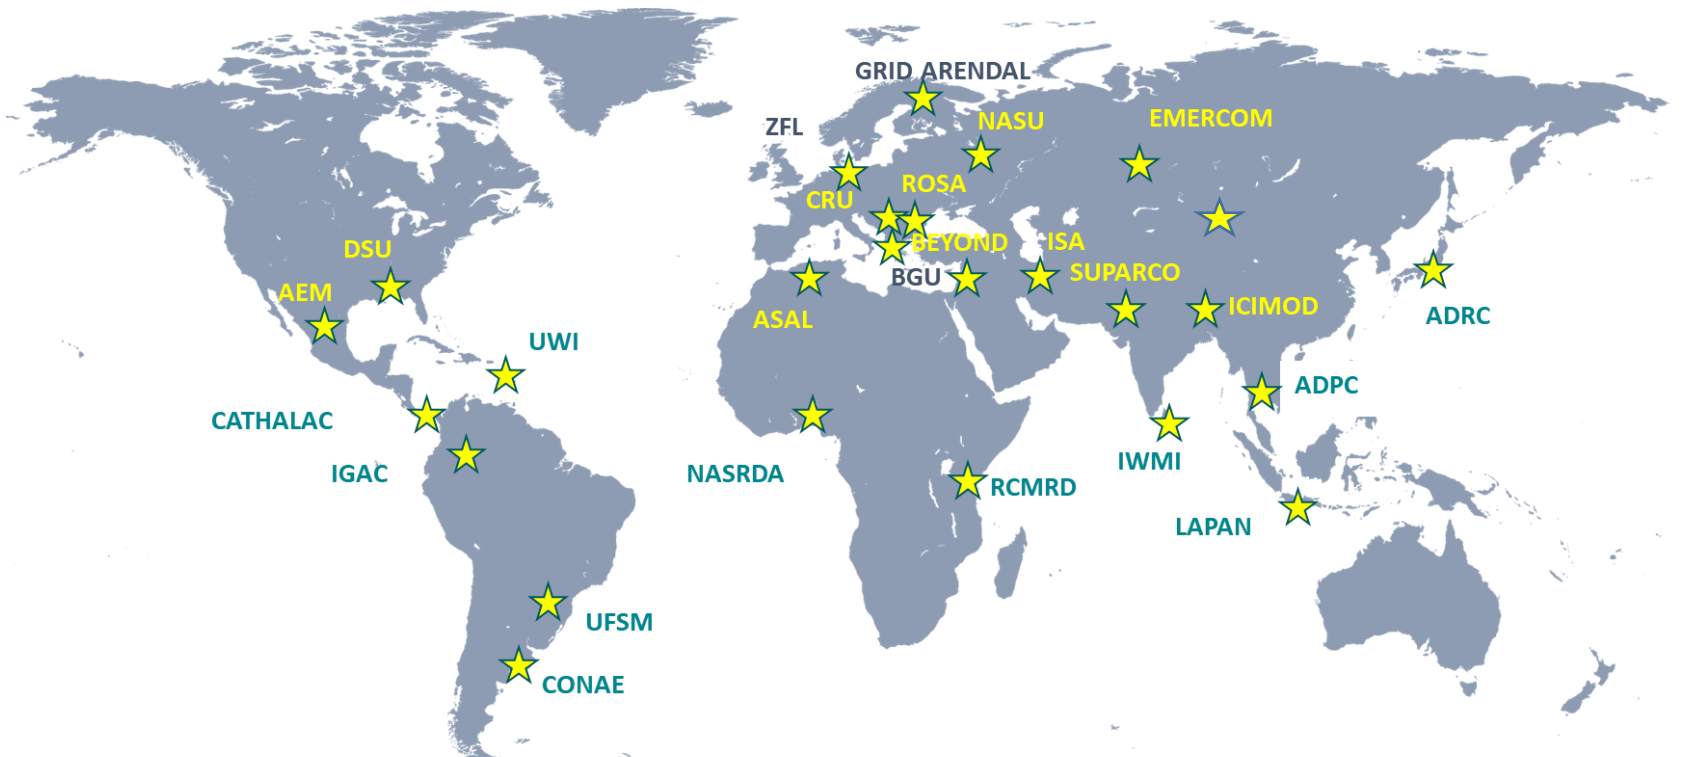 GRID ARENDAL
ZFL
NASU
EMERCOM
CRU
ROSA
DSU
BEYOND
ISA
AEM
BGU
SUPARCO
ASAL
ICIMOD
ADRC
UWI
ADPC
CATHALAC
IWMI
IGAC
NASRDA
RCMRD
LAPAN
UFSM
CONAE